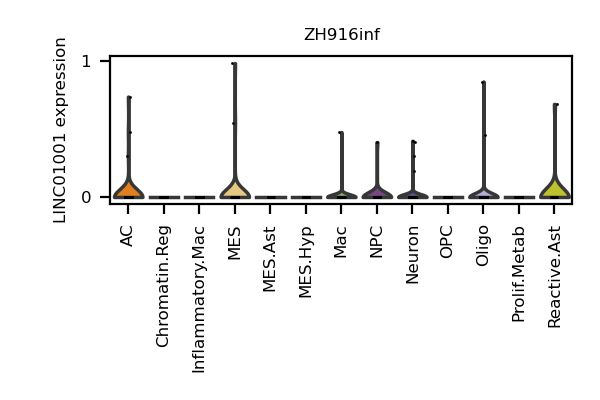 ZH916inf
LINC01001 expression
1
0
AC
Chromatin.Reg
Inflammatory.Mac
MES
MES.Ast
MES.Hyp
Mac
NPC
Neuron
OPC
Oligo
Prolif.Metab
Reactive.Ast